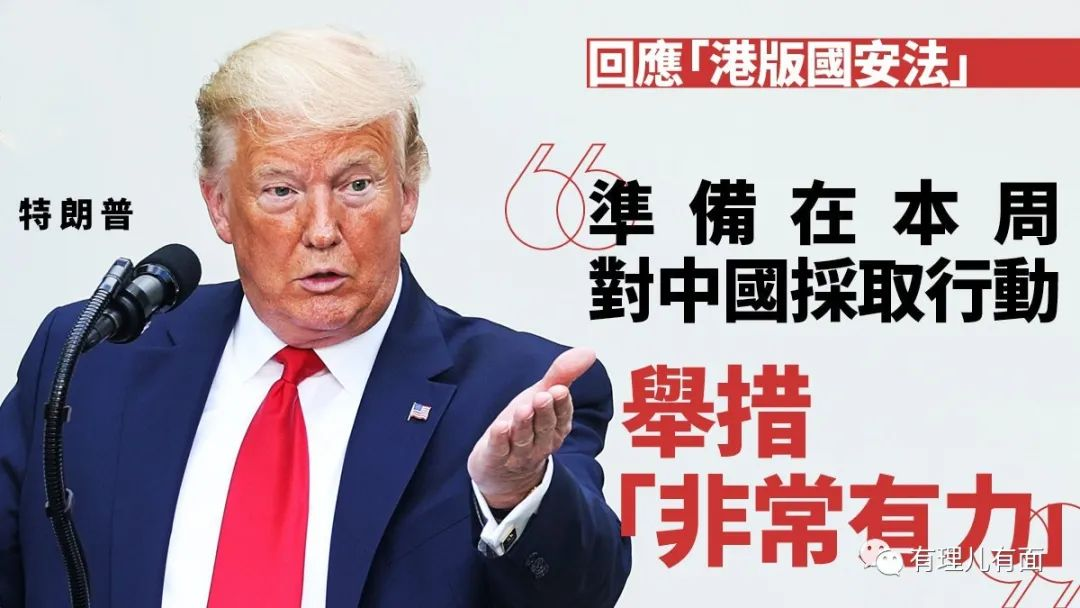 回應「港版國安法」
特朗普
準備在本周
對中國採取行動
舉措
「非常有力」
有理儿有面